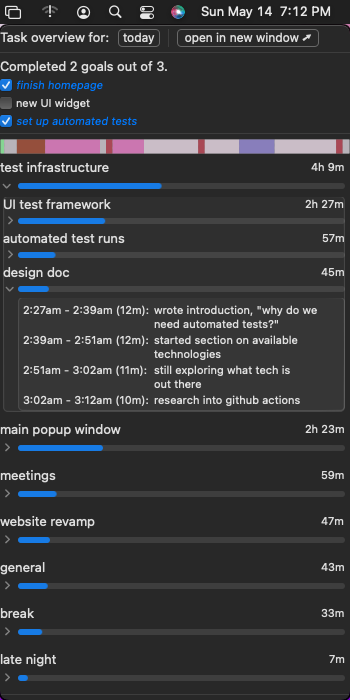 Sun May 14 7:12 PM
Task overview for: today open in new window ⬈
Completed 2 goals out of 3.
finish homepage
new UI widget
set up automated tests
test infrastructure 4h 9m
UI test framework 2h 27m
automated test runs 57m
design doc 45m
2:27am - 2:39am (12m): wrote introduction, "why do we
need automated tests?"
2:39am - 2:51am (12m): started section on available
technologies
2:51am - 3:02am (11m): still exploring what tech is
out there
3:02am - 3:12am (10m): research into github actions
main popup window 2h 23m
meetings 59m
website revamp 47m
general 43m
break 33m
late night 7m